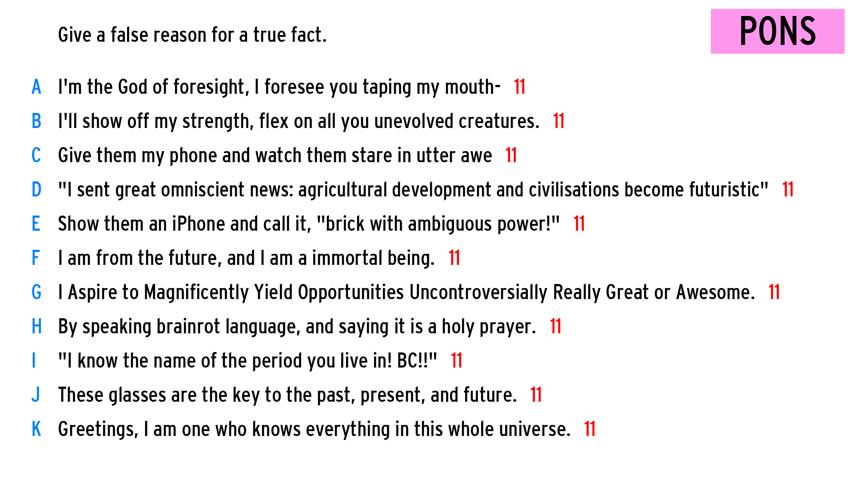 Give a false reason for a true fact.
PONS
A I'm the God of foresight, I foresee you taping my mouth- 11
B I'll show off my strength, flex on all you unevolved creatures. 11
C Give them my phone and watch them stare in utter awe 11
D "I sent great omniscient news: agricultural development and civilisations become futuristic" 11
E Show them an iPhone and call it, "brick with ambiguous power!" 11
F I am from the future, and I am a immortal being. 11
G I Aspire to Magnificently Yield Opportunities Uncontroversially Really Great or Awesome. 11
H By speaking brainrot language, and saying it is a holy prayer. 11
I "I know the name of the period you live in! BC!!" 11
J These glasses are the key to the past, present, and future. 11
K Greetings, I am one who knows everything in this whole universe. 11